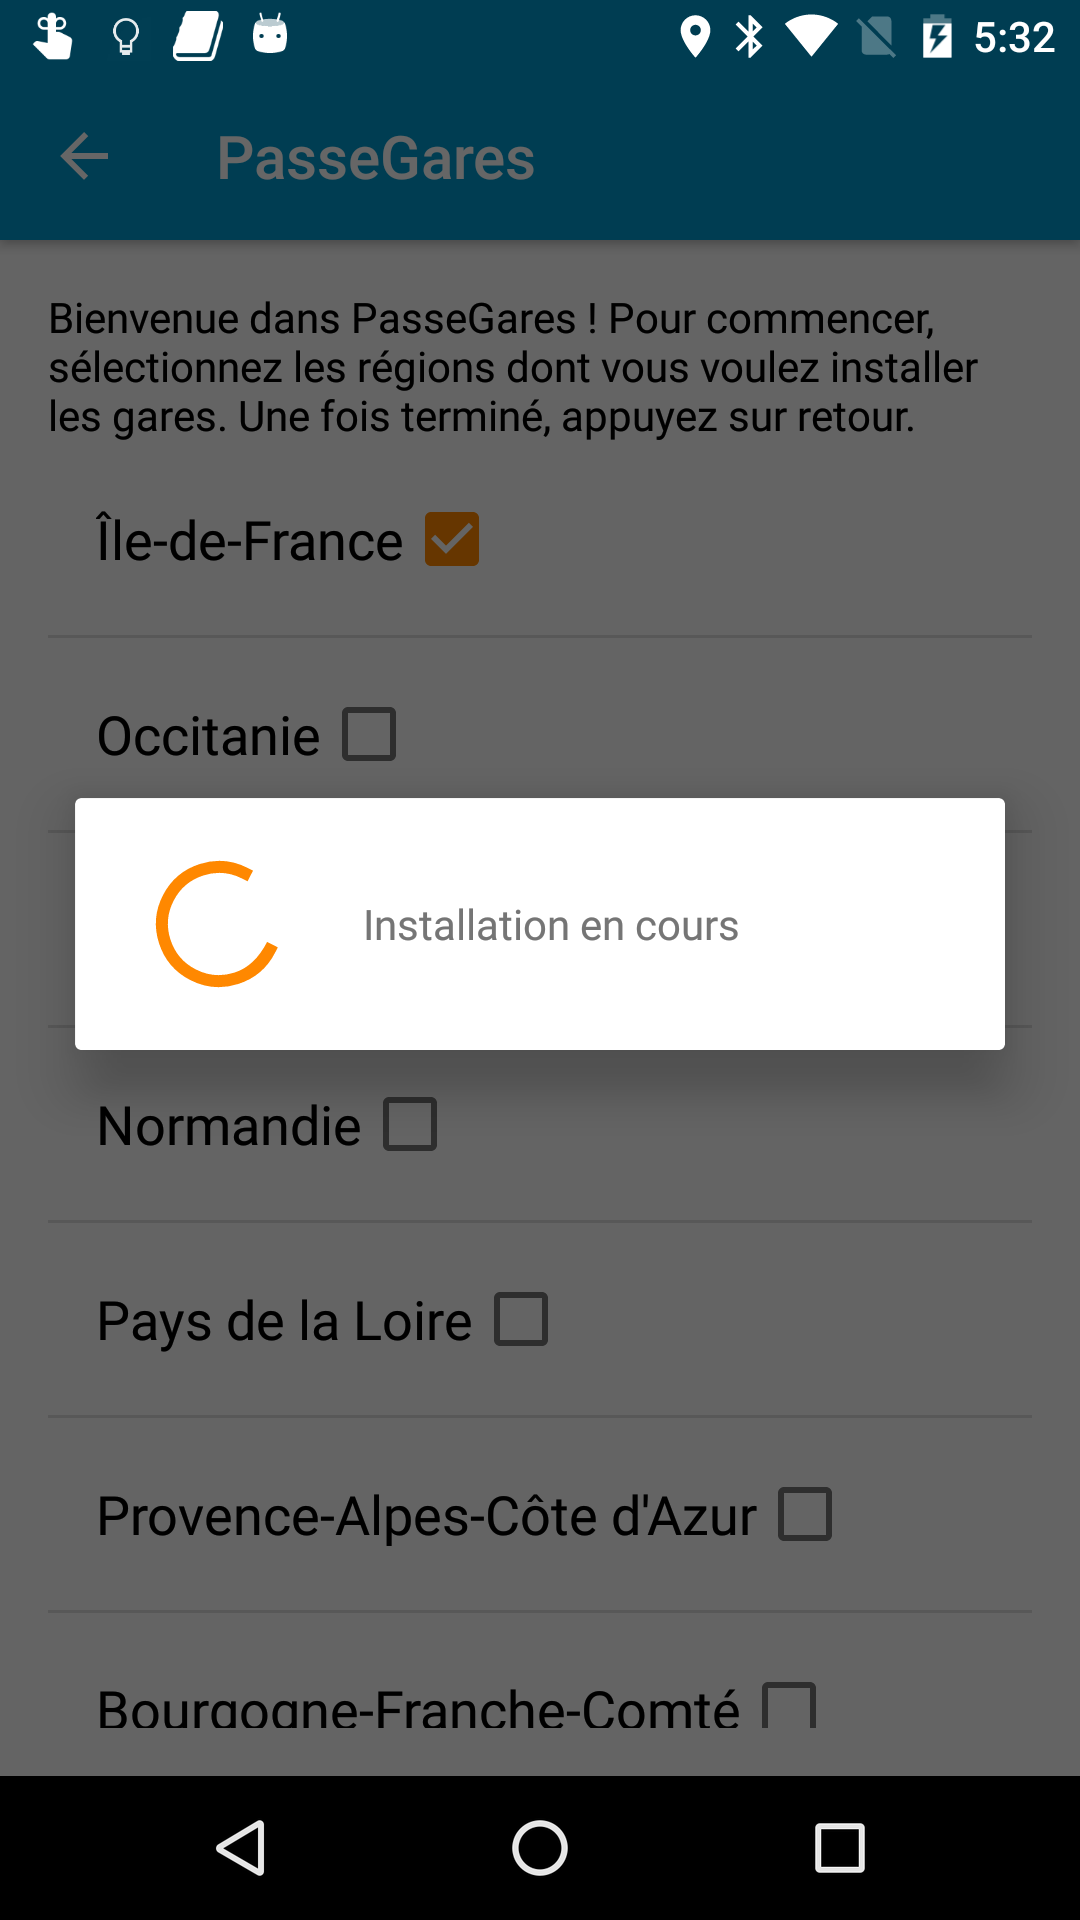 5:32
PasseGares
Bienvenue dans PasseGares ! Pour commencer,
sélectionnez les régions dont vous voulez installer
les gares. Une fois terminé, appuyez sur retour.
Île-de-France
Occitanie
Installation en cours
Normandie
Pays de la Loire
Provence-Alpes-Côte d'Azur
Bourgogne-Franche-Comté